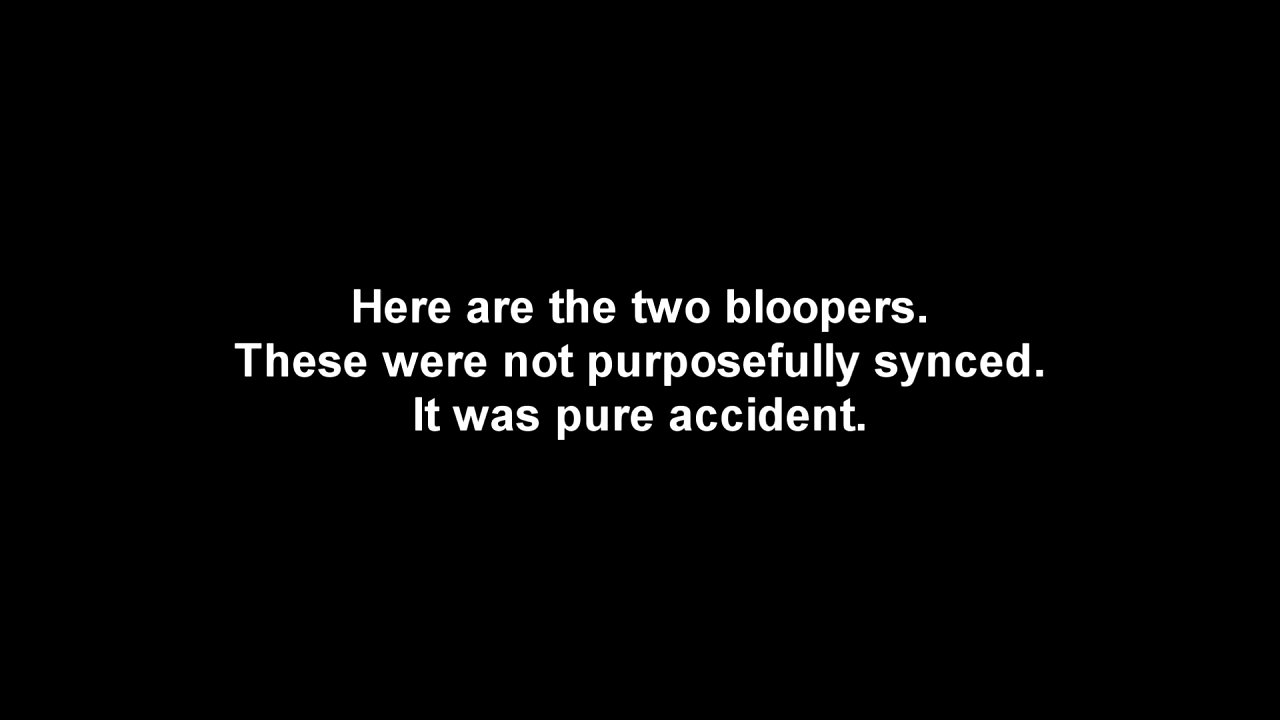 Here are the two bloopers.
These were not purposefully synced.
It was pure accident.